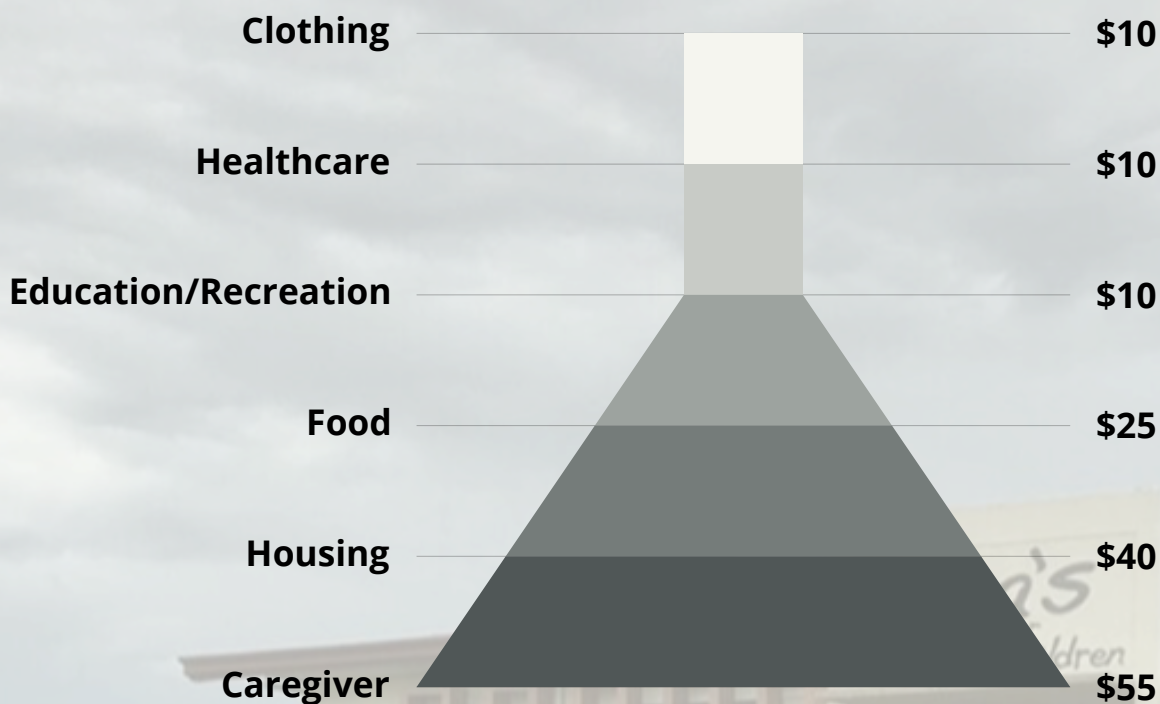 Clothing $10
Healthcare $10
Education/Recreation $10
Food $25
Housing $40
Caregiver $55